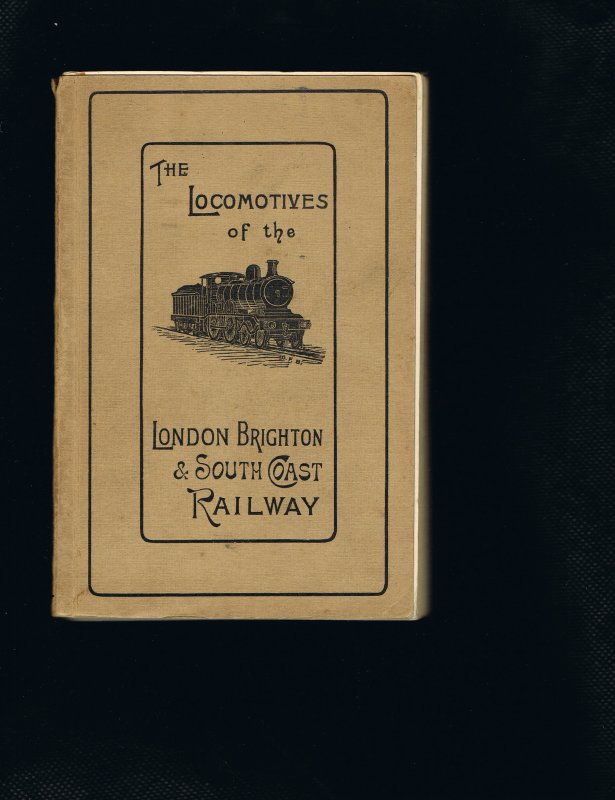 THE
LOCOMOTIVES
of the
LONDON BRIGHTON
& SOUTH COAST
RAILWAY